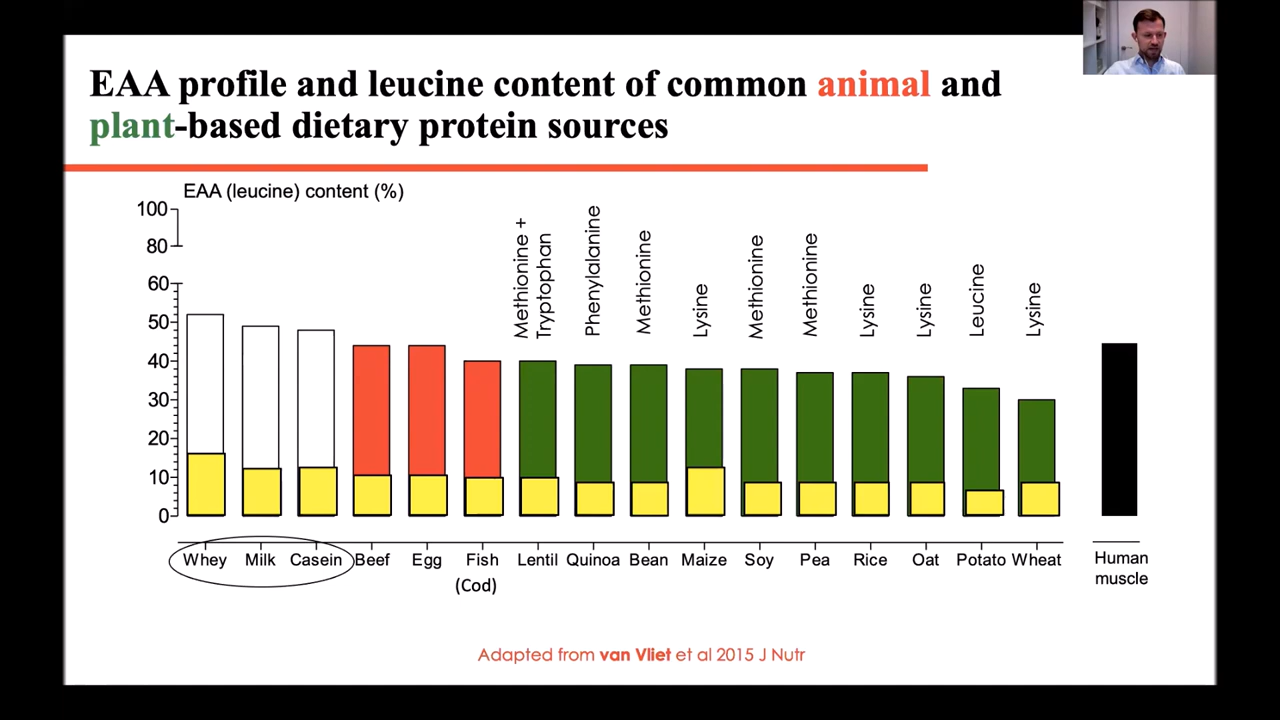 EAA profile and leucine content of common animal and
plant-based dietary protein sources
EAA (leucine) content (%)
100
80
60
50
40
30
20
10
0
Methionine +
Tryptophan
Phenylalanine
Methionine
Lysine
Methionine
Methionine
Lysine
Lysine
Leucine
Lysine
Whey Milk Casein Beef Egg Fish Lentil Quinoa Bean Maize Soy Pea Rice Oat Potato Wheat
(Cod)
Human
muscle
Adapted from van Vliet et al 2015 J Nutr